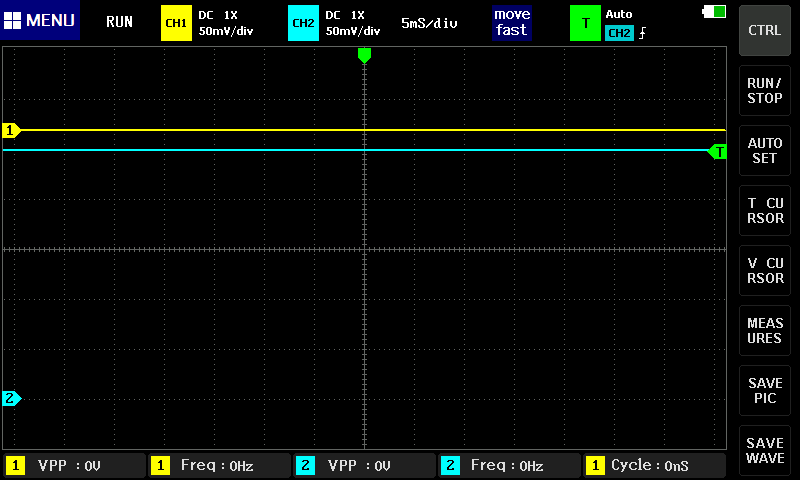 MENU RUN CH1 DC 1X CH2 DC 1X 5mS/div move T Auto CTRL
50mV/div 50mV/div fast CH2
RUN/
STOP
1
T
AUTO
SET
T CU
RSOR
V CU
RSOR
MEAS
URES
2
SAVE
PIC
SAVE
WAVE
1 VPP :0V 1 Freq :0Hz 2 VPP :0V 2 Freq :0Hz 1 Cycle :0nS